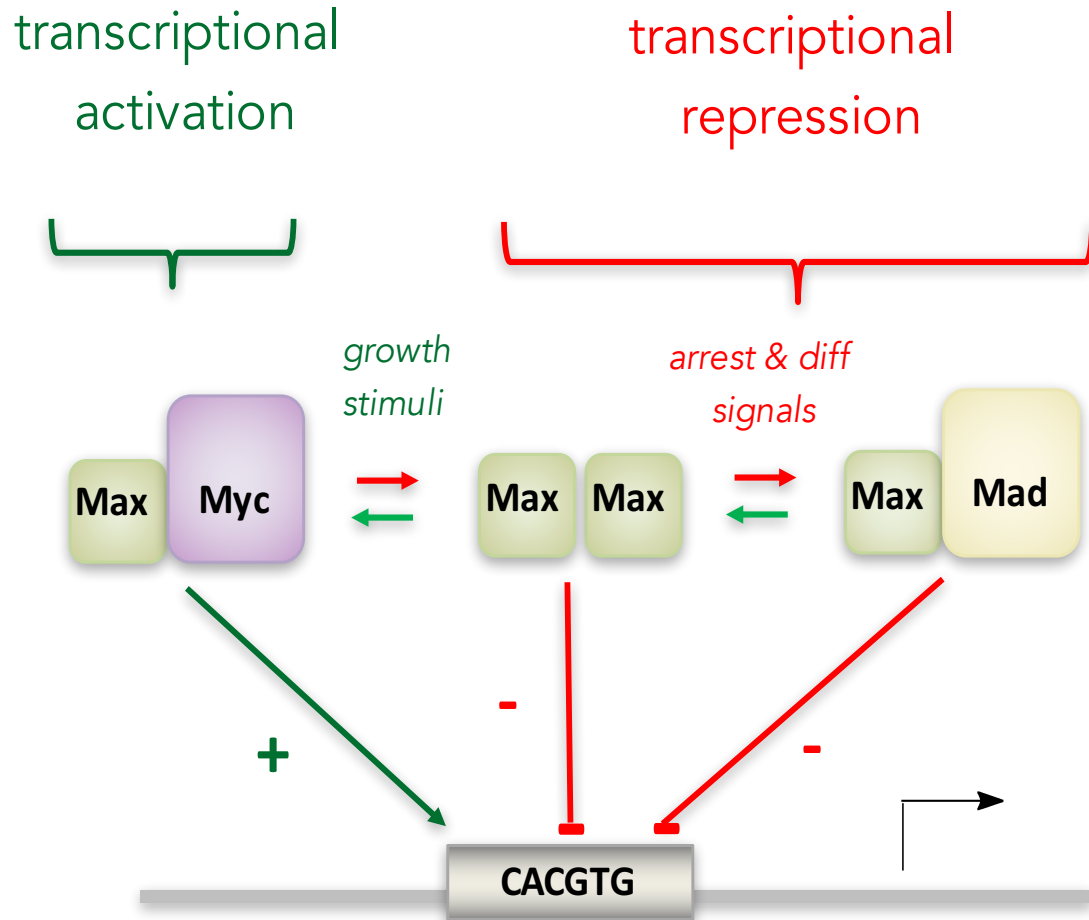 transcriptional
activation
transcriptional
repression
growth
stimuli
arrest & diff
signals
Max
Myc
Max
Max
Max
Mad
+
-
-
CACGTG